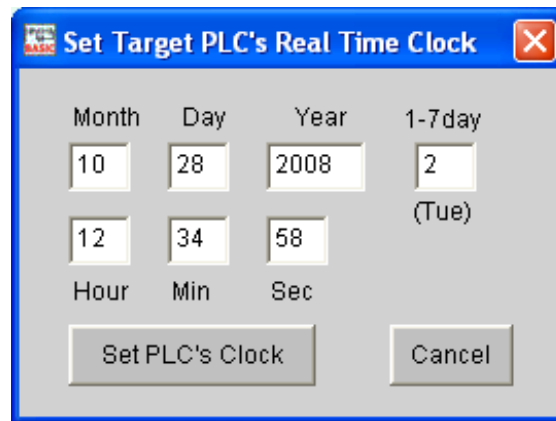 Set Target PLC's Real Time Clock
Month Day Year 1-7day
10 28 2008 2
(Tue)
12 34 58
Hour Min Sec
Set PLC's Clock Cancel